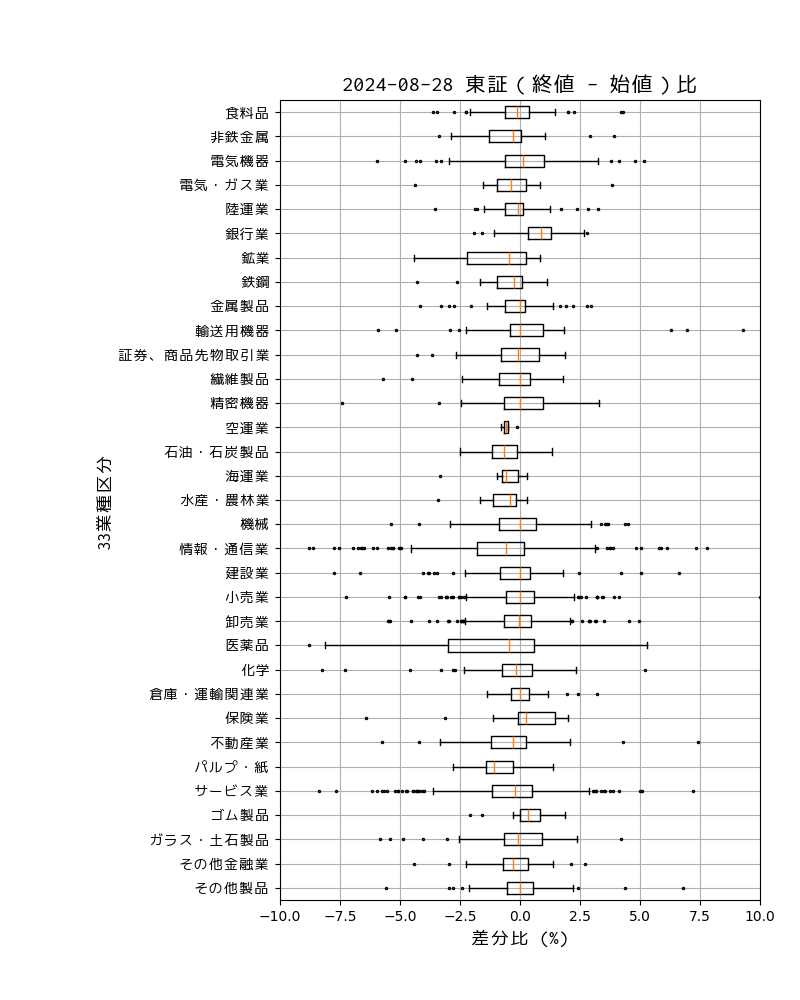 2024-08-28 東証 ( 終値 - 始値 ) 比
食料品
非鉄金属
電気機器
電気・ガス業
陸運業
銀行業
鉱業
鉄鋼
金属製品
輸送用機器
証券、商品先物取引業
繊維製品
精密機器
空運業
石油・石炭製品
海運業
水産・農林業
機械
情報・通信業
建設業
小売業
卸売業
医薬品
化学
倉庫・運輸関連業
保険業
不動産業
パルプ・紙
サービス業
ゴム製品
ガラス・土石製品
その他金融業
その他製品
33業種区分
−10.0 −7.5 −5.0 −2.5 0.0 2.5 5.0 7.5 10.0
差分比 (%)